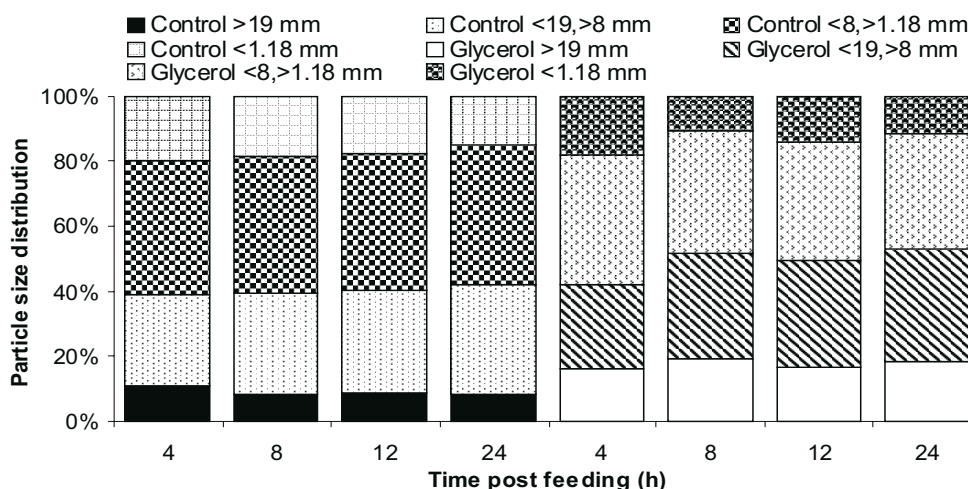 Control >19 mm Control <19,>8 mm Control <8,>1.18 mm
Control <1.18 mm Glycerol >19 mm Glycerol <19,>8 mm
Glycerol <8,>1.18 mm Glycerol <1.18 mm
100%
80%
60%
40%
20%
0%
Particle size distribution
4 8 12 24 4 8 12 24
Time post feeding (h)